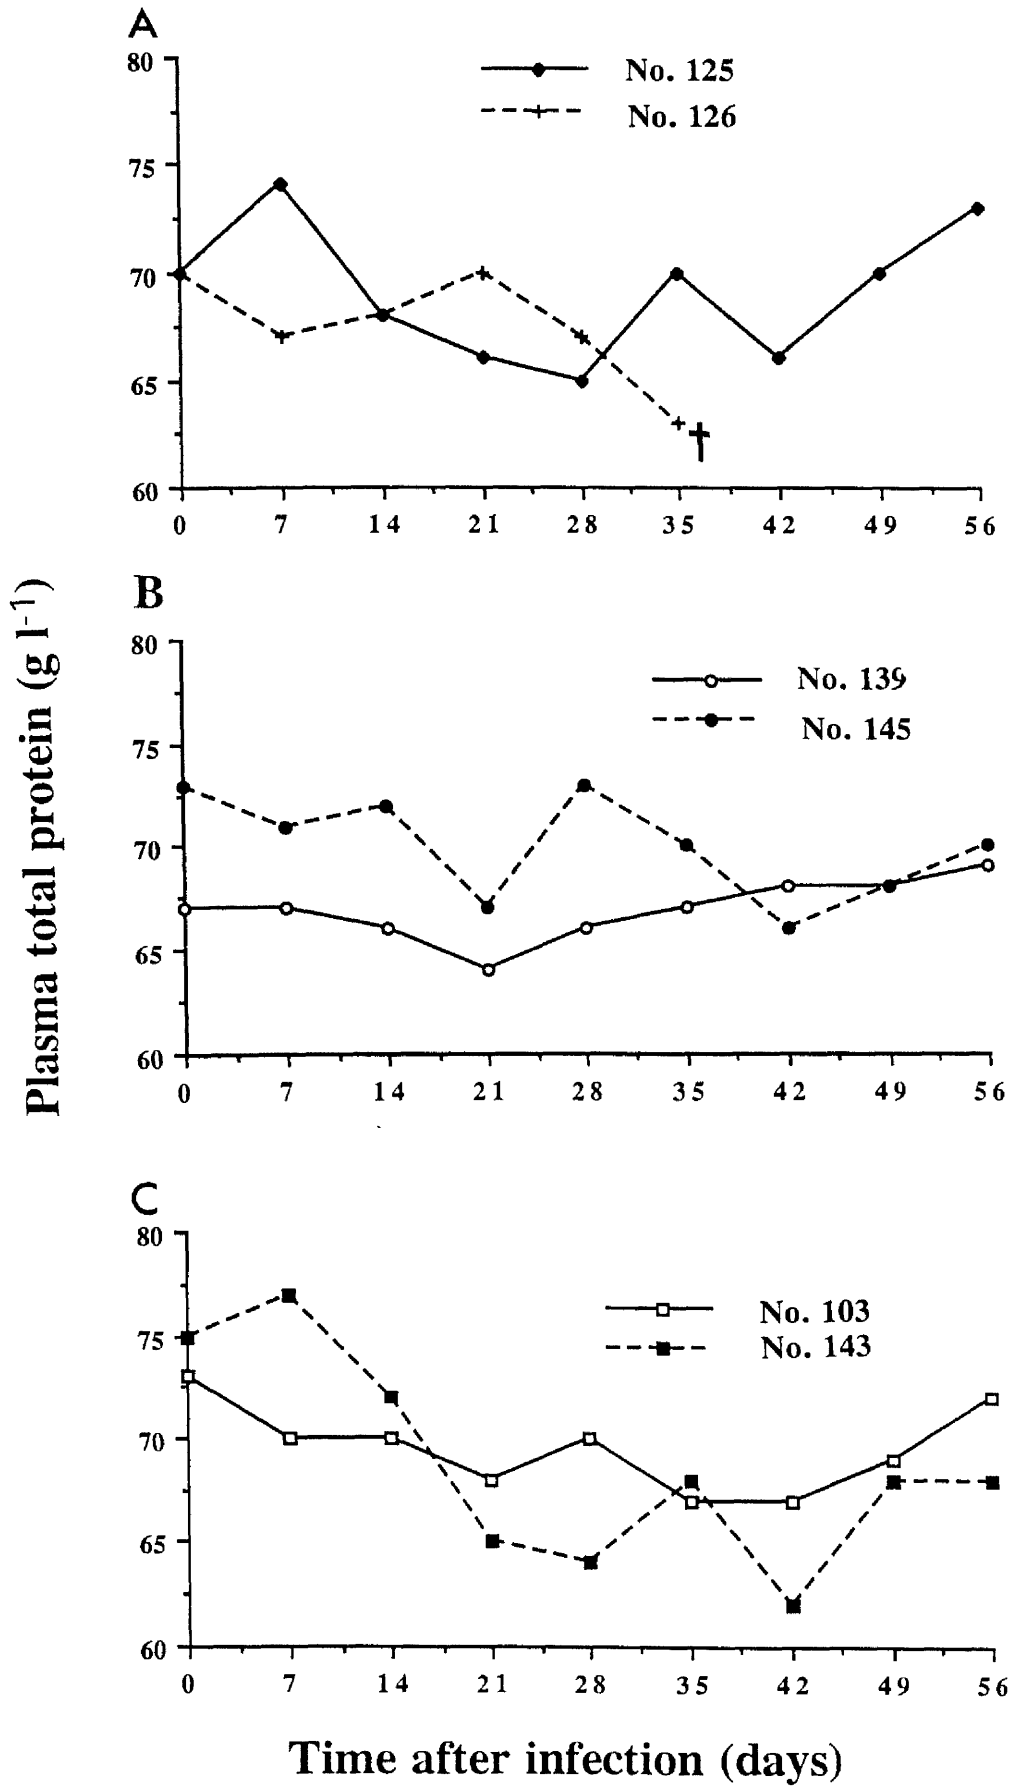 A
80
75
70
65
60
No. 125
No. 126
†
0 7 14 21 28 35 42 49 56
B
80
75
70
65
60
No. 139
No. 145
0 7 14 21 28 35 42 49 56
C
80
75
70
65
60
No. 103
No. 143
0 7 14 21 28 35 42 49 56
Plasma total protein (g l⁻¹)
Time after infection (days)